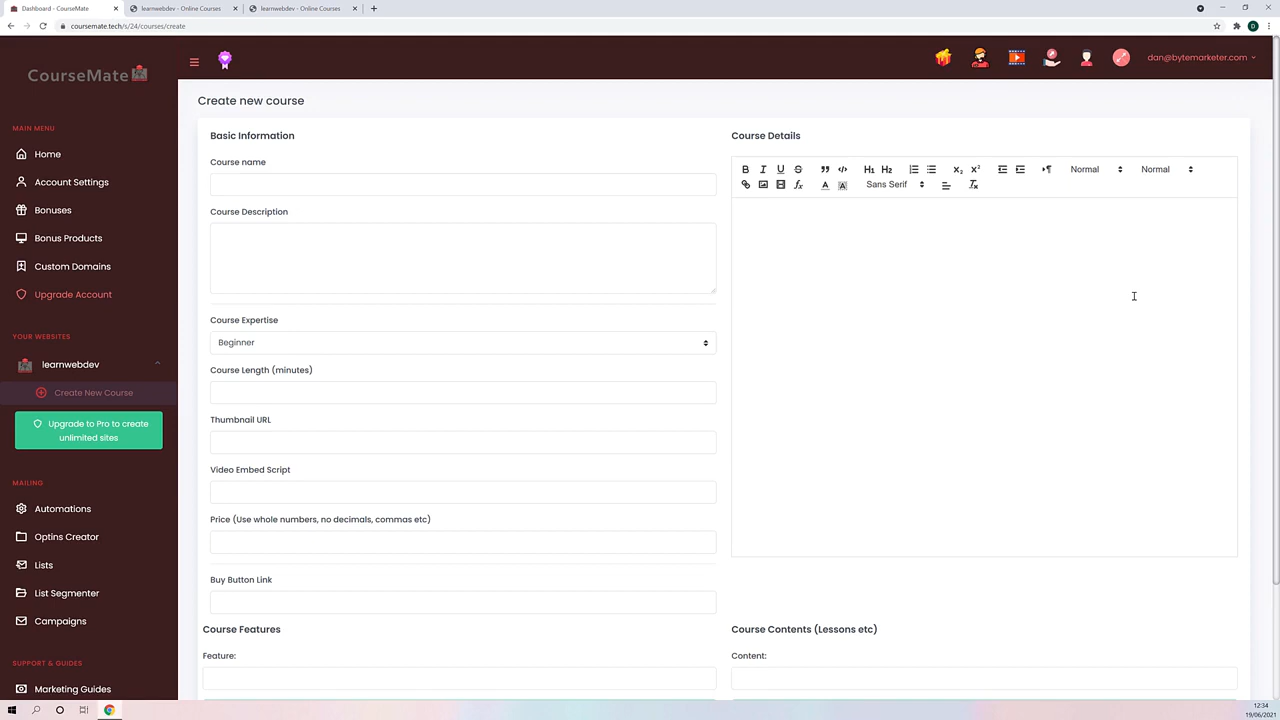 Dashboard - CourseMate
learnwebdev - Online Courses
learnwebdev - Online Courses
coursemate.tech/s/24/courses/create
CourseMate
dan@bytemarketer.com
MAIN MENU
Home
Account Settings
Bonuses
Bonus Products
Custom Domains
Upgrade Account
YOUR WEBSITES
learnwebdev
Create New Course
Upgrade to Pro to create
unlimited sites
MAILING
Automations
Optins Creator
Lists
List Segmenter
Campaigns
SUPPORT & GUIDES
Marketing Guides
Create new course
Basic Information
Course name
Course Description
Course Expertise
Beginner
Course Length (minutes)
Thumbnail URL
Video Embed Script
Price (Use whole numbers, no decimals, commas etc)
Buy Button Link
Course Features
Feature:
Course Details
B I U S H1 H2 X2 X2 Normal Normal
Sans Serif
Course Contents (Lessons etc)
Content:
12:34
19/06/2021